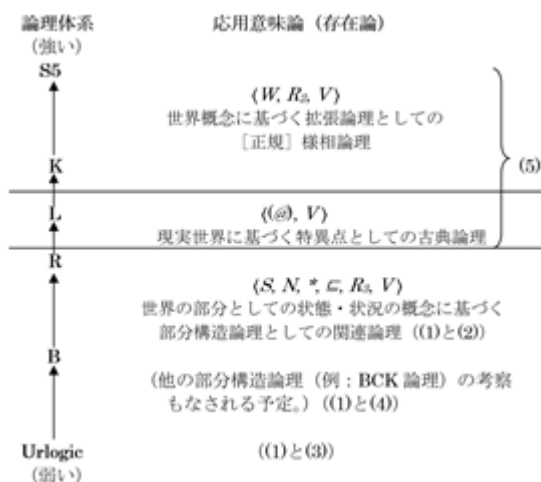 論理体系 応用意味論（存在論）
（強い）
S5
⟨W, R₂, V⟩
世界概念に基づく拡張論理としての
［正規］様相論理
K
(5)
L ⟨(@), V⟩
現実世界に基づく特異点としての古典論理
R
⟨S, N, *, ⊏, R₃, V⟩
世界の部分としての状態・状況の概念に基づく
部分構造論理としての関連論理（(1)と(2)）
B
（他の部分構造論理（例：BCK 論理）の考察
もなされる予定。）（(1)と(4)）
Urlogic （(1)と(3)）
（弱い）